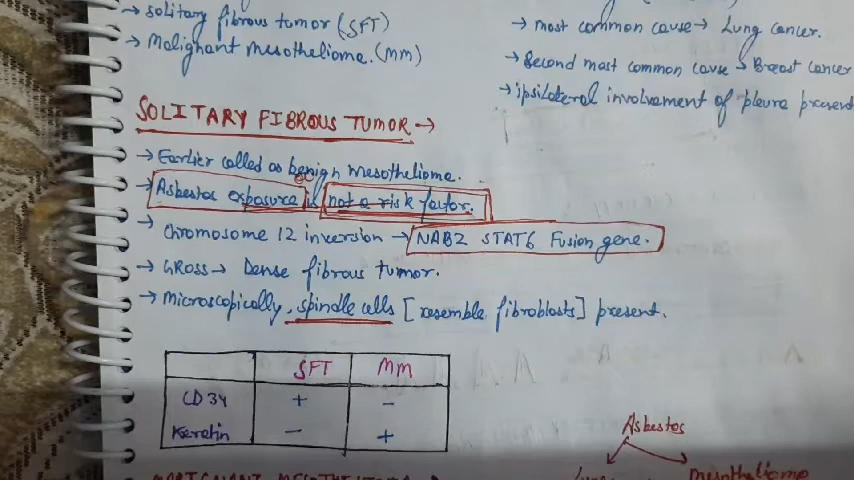 → Solitary fibrous tumor (SFT)
→ Malignant mesothelioma. (MM)
→ most common cause → Lung cancer.
→ Second most common cause → Breast cancer
→ ipsilateral involvement of pleura present
SOLITARY FIBROUS TUMOR →
→ Earlier called as benign mesothelioma.
→ Asbestos exposure is not a risk factor.
→ Chromosome 12 inversion → NAB2 STAT6 Fusion gene.
→ GROSS → Dense fibrous tumor.
→ Microscopically, spindle cells [resemble fibroblasts] present.
SFT MM
CD34 + -
Keratin - +
Asbestos
mesothelioma